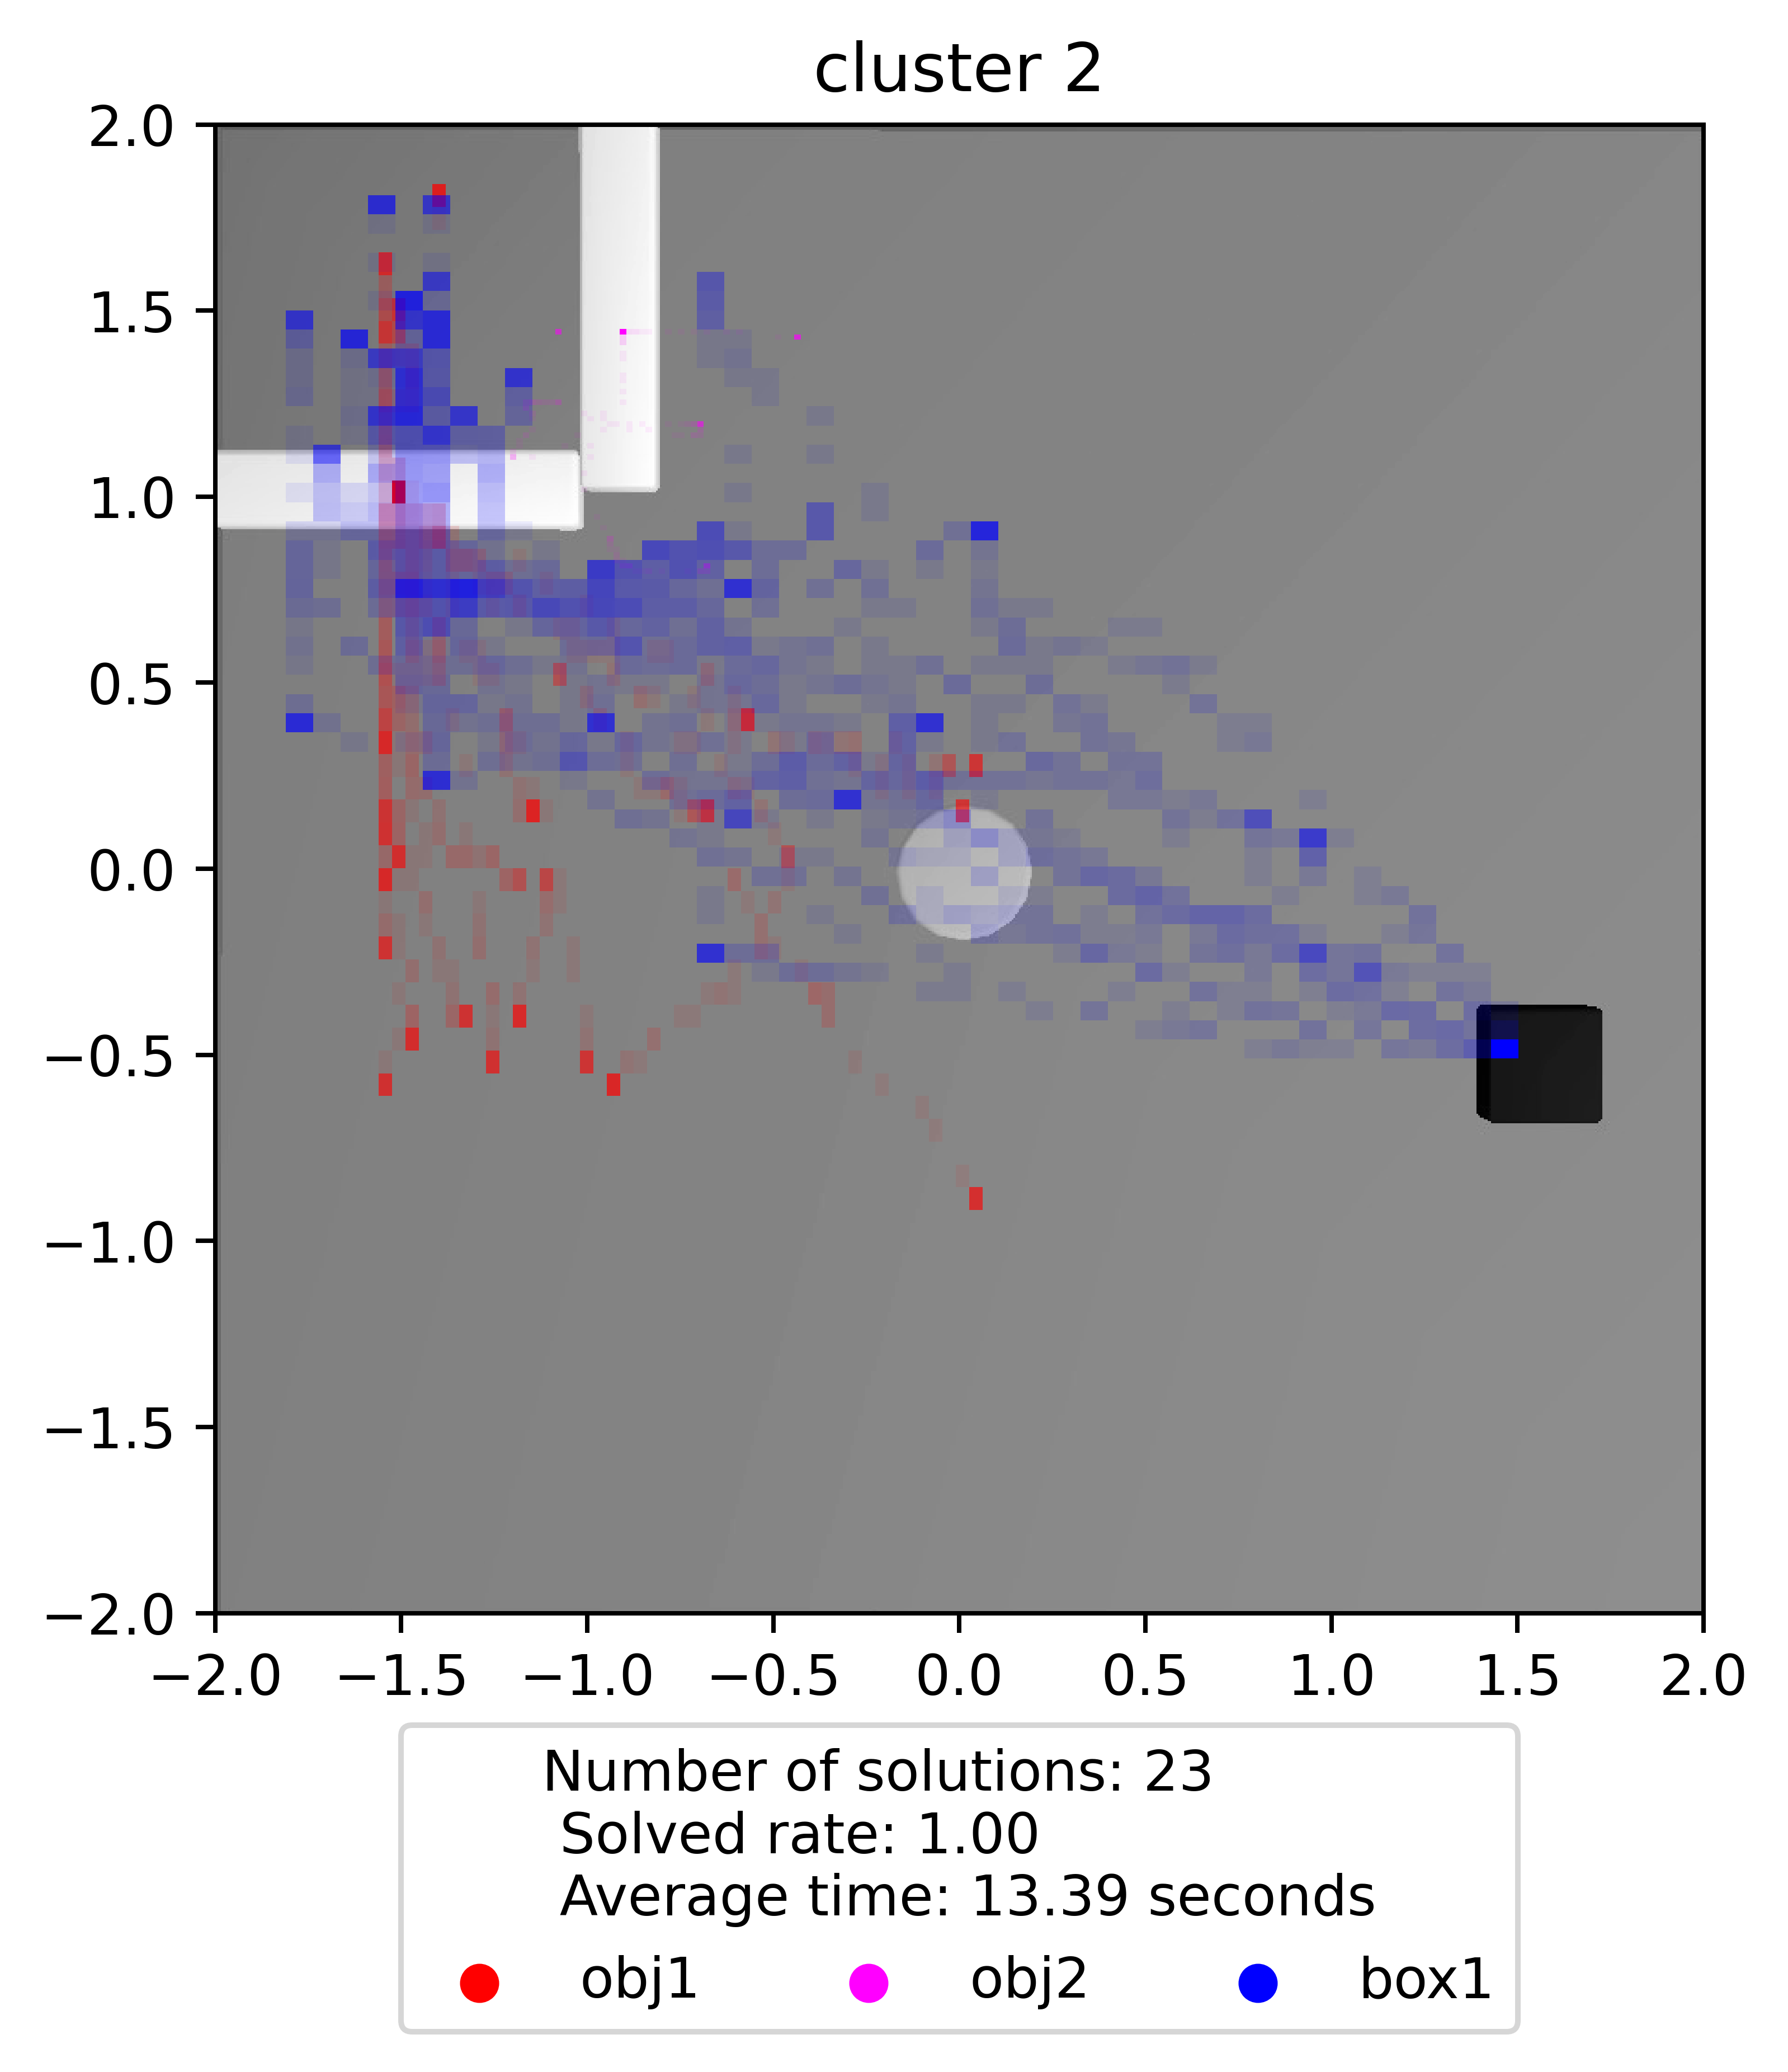 cluster 2
2.0
1.5
1.0
0.5
0.0
−0.5
−1.0
−1.5
−2.0
−2.0 −1.5 −1.0 −0.5 0.0 0.5 1.0 1.5 2.0
Number of solutions: 23
Solved rate: 1.00
Average time: 13.39 seconds
obj1 obj2 box1